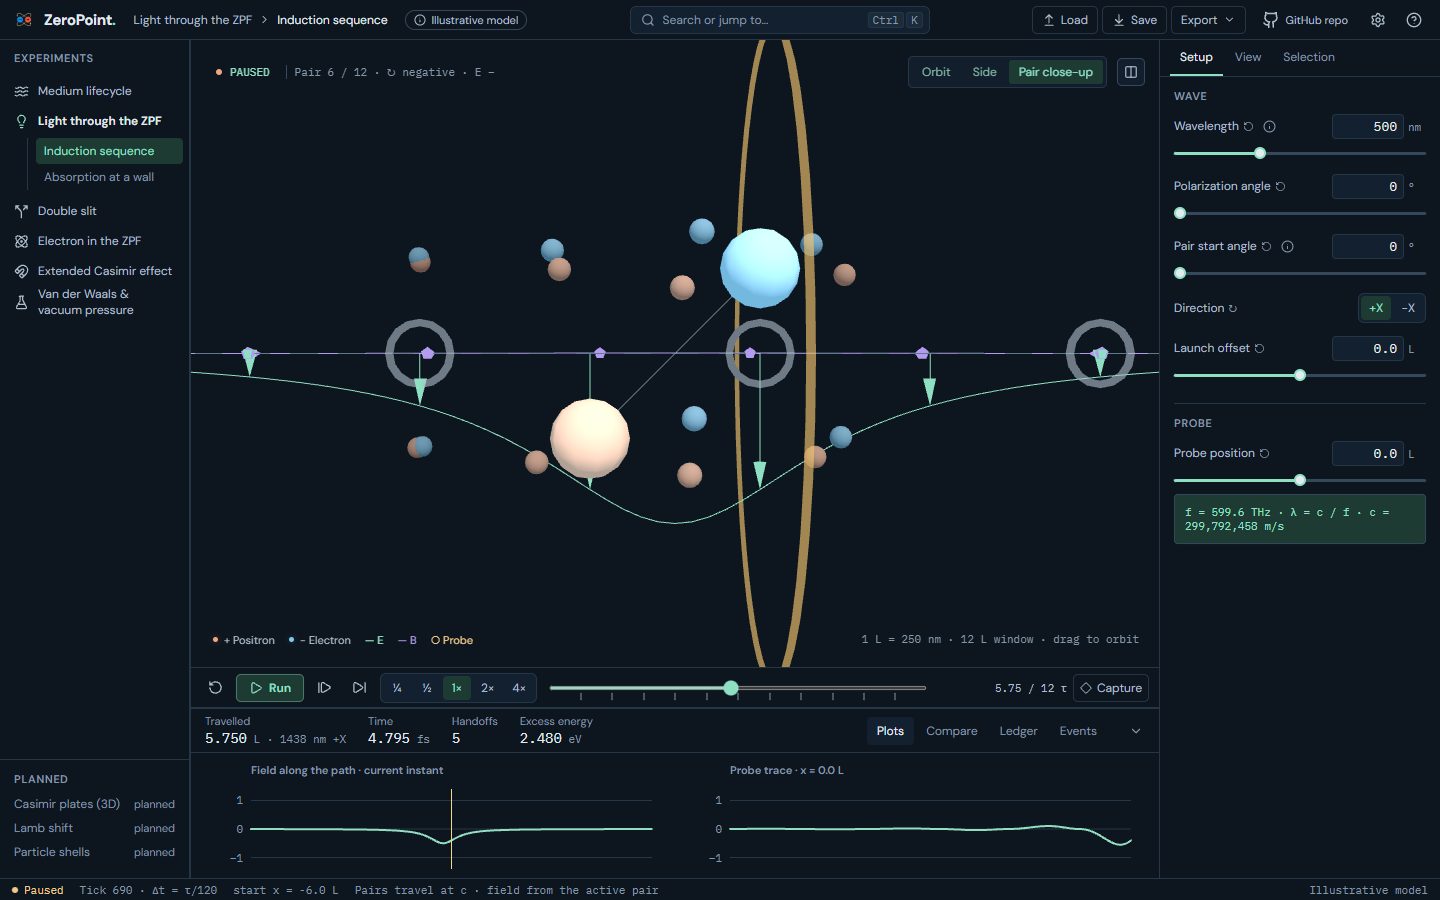 ZeroPoint.
Light through the ZPF > Induction sequence
Illustrative model
Search or jump to...
Ctrl K
Load
Save
Export
GitHub repo
EXPERIMENTS
Medium lifecycle
Light through the ZPF
Induction sequence
Absorption at a wall
Double slit
Electron in the ZPF
Extended Casimir effect
Van der Waals &
vacuum pressure
PLANNED
Casimir plates (3D) planned
Lamb shift planned
Particle shells planned
PAUSED
Pair 6 / 12 · ↻ negative · E −
Orbit Side Pair close-up
+ Positron − Electron — E — B Probe
1 L = 250 nm · 12 L window · drag to orbit
Run
¼ ½ 1× 2× 4×
5.75 / 12 τ
Capture
Travelled
5.750 L · 1438 nm +X
Time
4.795 fs
Handoffs
5
Excess energy
2.480 eV
Plots Compare Ledger Events
Field along the path · current instant
1
0
−1
Probe trace · x = 0.0 L
1
0
−1
Setup View Selection
WAVE
Wavelength 500 nm
Polarization angle 0 °
Pair start angle 0 °
Direction ↻ +X −X
Launch offset 0.0 L
PROBE
Probe position 0.0 L
f = 599.6 THz · λ = c / f · c =
299,792,458 m/s
Paused Tick 690 · Δt = τ/120 start x = -6.0 L Pairs travel at c · field from the active pair
Illustrative model